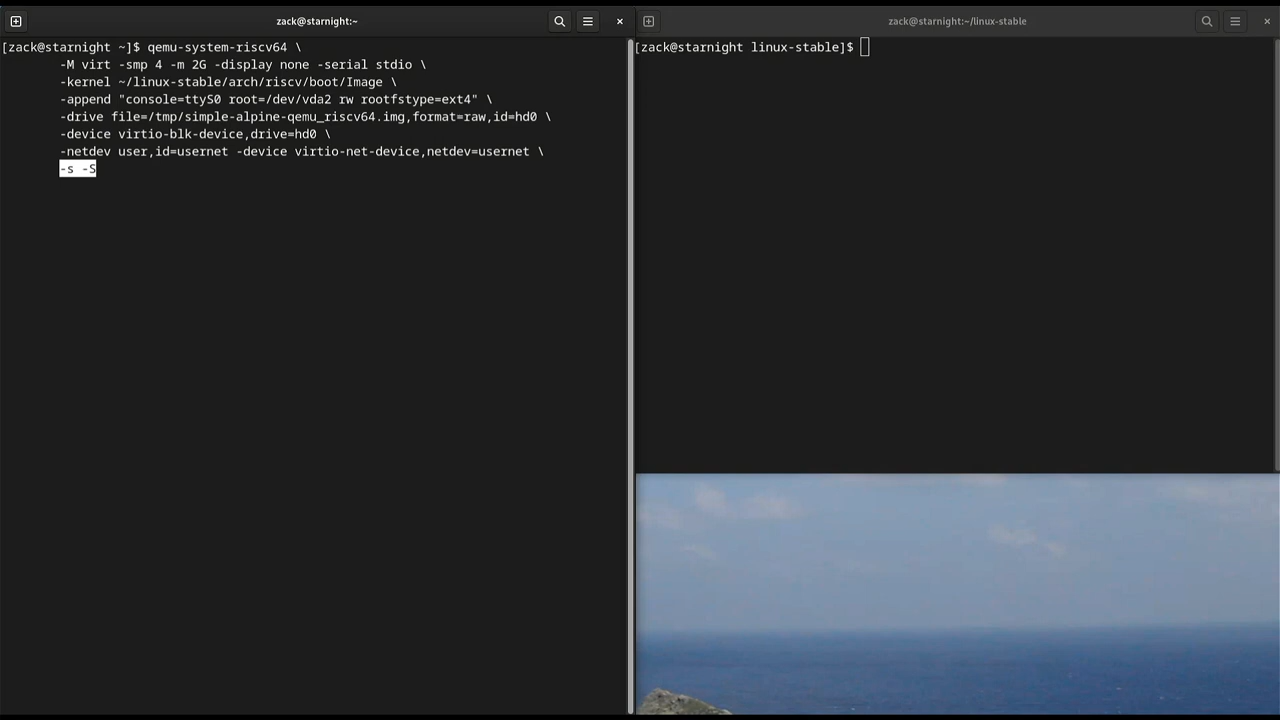 zack@starnight:~
[zack@starnight ~]$ qemu-system-riscv64 \
-M virt -smp 4 -m 2G -display none -serial stdio \
-kernel ~/linux-stable/arch/riscv/boot/Image \
-append "console=ttyS0 root=/dev/vda2 rw rootfstype=ext4" \
-drive file=/tmp/simple-alpine-qemu_riscv64.img,format=raw,id=hd0 \
-device virtio-blk-device,drive=hd0 \
-netdev user,id=usernet -device virtio-net-device,netdev=usernet \
-s -S
zack@starnight:~/linux-stable
[zack@starnight linux-stable]$